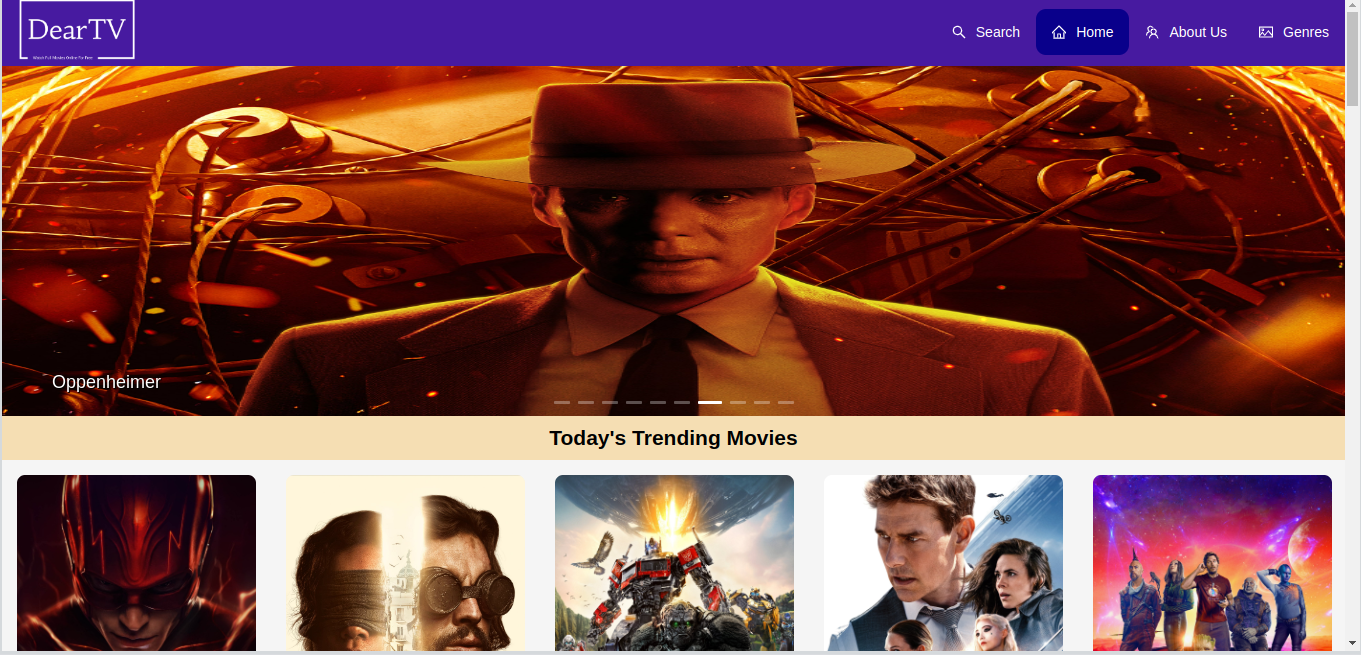 DearTV
Watch Full Movies Online For Free
Search
Home
About Us
Genres
Oppenheimer
Today's Trending Movies